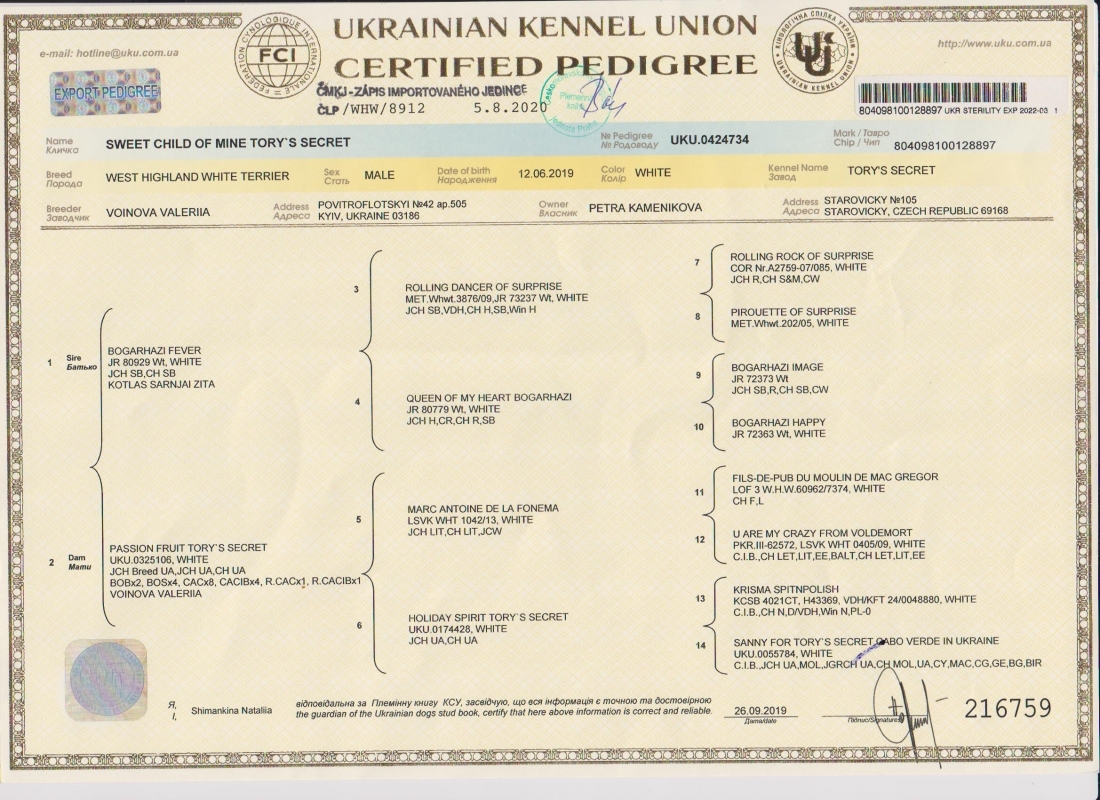 UKRAINIAN KENNEL UNION
CERTIFIED PEDIGREE
e-mail: hotline@uku.com.ua
http://www.uku.com.ua
FCI
FEDERATION CYNOLOGIQUE INTERNATIONALE
КІНОЛОГІЧНА СПІЛКА УКРАЇНИ
UKRAINIAN KENNEL UNION
EXPORT PEDIGREE
ČMKJ-ZÁPIS IMPORTOVANÉHO JEDINCE
ČLP/WHW/8912 5.8.2020
Plemenná
kniha
804098100128897 UKR STERILITY EXP 2022-03 1
Name
Кличка
SWEET CHILD OF MINE TORY`S SECRET
№ Pedigree
№ Родоводу
UKU.0424734
Mark / Тавро
Chip / Чип
804098100128897
Breed
Порода
WEST HIGHLAND WHITE TERRIER
Sex
Стать
MALE
Date of birth
Народження
12.06.2019
Color
Колір
WHITE
Kennel Name
Завод
TORY'S SECRET
Breeder
Заводчик
VOINOVA VALERIIA
Address
Адреса
POVITROFLOTSKYI №42 ap.505
KYIV, UKRAINE 03186
Owner
Власник
PETRA KAMENIKOVA
Address
Адреса
STAROVICKY №105
STAROVICKY, CZECH REPUBLIC 69168
1
Sire
Батько
BOGARHAZI FEVER
JR 80929 Wt, WHITE
JCH SB,CH SB
KOTLAS SARNJAI ZITA
2
Dam
Мати
PASSION FRUIT TORY`S SECRET
UKU.0325106, WHITE
JCH Breed UA,JCH UA,CH UA
BOBx2, BOSx4, CACx8, CACIBx4, R.CACx1, R.CACIBx1
VOINOVA VALERIIA
3
ROLLING DANCER OF SURPRISE
MET.Whwt.3876/09,JR 73237 Wt, WHITE
JCH SB,VDH,CH H,SB,Win H
4
QUEEN OF MY HEART BOGARHAZI
JR 80779 Wt, WHITE
JCH H,CR,CH R,SB
5
MARC ANTOINE DE LA FONEMA
LSVK WHT 1042/13, WHITE
JCH LIT,CH LIT,JCW
6
HOLIDAY SPIRIT TORY`S SECRET
UKU.0174428, WHITE
JCH UA,CH UA
7
ROLLING ROCK OF SURPRISE
COR Nr.A2759-07/085, WHITE
JCH R,CH S&M,CW
8
PIROUETTE OF SURPRISE
MET.Whwt.202/05, WHITE
9
BOGARHAZI IMAGE
JR 72373 Wt
JCH SB,R,CH SB,CW
10
BOGARHAZI HAPPY
JR 72363 Wt, WHITE
11
FILS-DE-PUB DU MOULIN DE MAC GREGOR
LOF 3 W.H.W.60962/7374, WHITE
CH F,L
12
U ARE MY CRAZY FROM VOLDEMORT
PKR.III-62572, LSVK WHT 0405/09, WHITE
C.I.B.,CH LET,LIT,EE,BALT,CH LET,LIT,EE
13
KRISMA SPITNPOLISH
KCSB 4021CT, H43369, VDH/KFT 24/0048880, WHITE
C.I.B.,CH N,D/VDH,Win N,PL-0
14
SANNY FOR TORY`S SECRET CABO VERDE IN UKRAINE
UKU.0055784, WHITE
C.I.B.,JCH UA,MOL,JGRCH UA,CH MOL,UA,CY,MAC,CG,GE,BG,BIR
Я,
I,
Shimankina Nataliia
відповідальна за Племінну книгу КСУ, засвідчую, що вся інформація є точною та достовірною
the guardian of the Ukrainian dogs stud book, certify that here above information is correct and reliable.
26.09.2019
Дата/date
Підпис/Signatures
216759